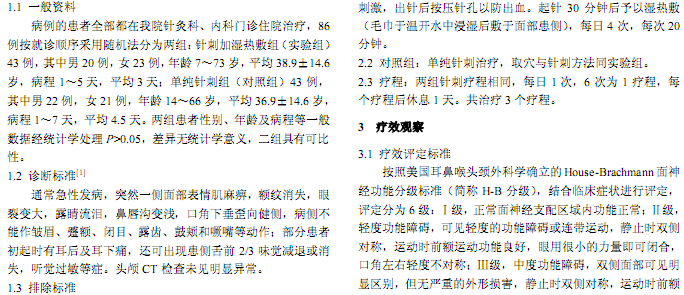 1.1 一般资料
病例的患者全部都在我院针灸科、内科门诊住院治疗，86
例按就诊顺序采用随机法分为两组：针刺加湿热敷组（实验组）
43 例，其中男 20 例，女 23 例，年龄 7～73 岁，平均 38.9±14.6
岁，病程 1～5 天，平均 3 天；单纯针刺组（对照组）43 例，
其中男 22 例，女 21 例，年龄 14～66 岁，平均 36.9±14.6 岁，
病程 1～7 天，平均 4.5 天。两组患者性别、年龄及病程等一般
数据经统计学处理 P>0.05，差异无统计学意义，二组具有可比
性。
1.2 诊断标准[1]
通常急性发病，突然一侧面部表情肌麻痹，额纹消失，眼
裂变大，露睛流泪，鼻唇沟变浅，口角下垂歪向健侧，病侧不
能作皱眉、蹙额、闭目、露齿、鼓颊和噘嘴等动作；部分患者
初起时有耳后及耳下痛，还可出现患侧舌前 2/3 味觉减退或消
失，听觉过敏等症。头颅 CT 检查未见明显异常。
1.3 排除标准
刺激，出针后按压针孔以防出血。起针 30 分钟后予以湿热敷
（毛巾于温开水中浸湿后敷于面部患侧），每日 4 次，每次 20
分钟。
2.2 对照组：单纯针刺治疗，取穴与针刺方法同实验组。
2.3 疗程：两组针刺疗程相同，每日 1 次，6 次为 1 疗程，每
个疗程后休息 1 天。共治疗 3 个疗程。
3 疗效观察
3.1 疗效评定标准
按照美国耳鼻喉头颈外科学确立的 House-Brachmann 面神
经功能分级标准（简称 H-B 分级），结合临床症状进行评定，
评定分为 6 级：Ⅰ级，正常面神经支配区域内功能正常；Ⅱ级，
轻度功能障碍，可见轻度的功能障碍或连带运动，静止时双侧
对称，运动时前额运动功能良好，眼用很小的力量即可闭合，
口角左右轻度不对称；Ⅲ级，中度功能障碍，双侧面部可见明
显区别，但无严重的外形损害，静止时双侧对称，运动时前额